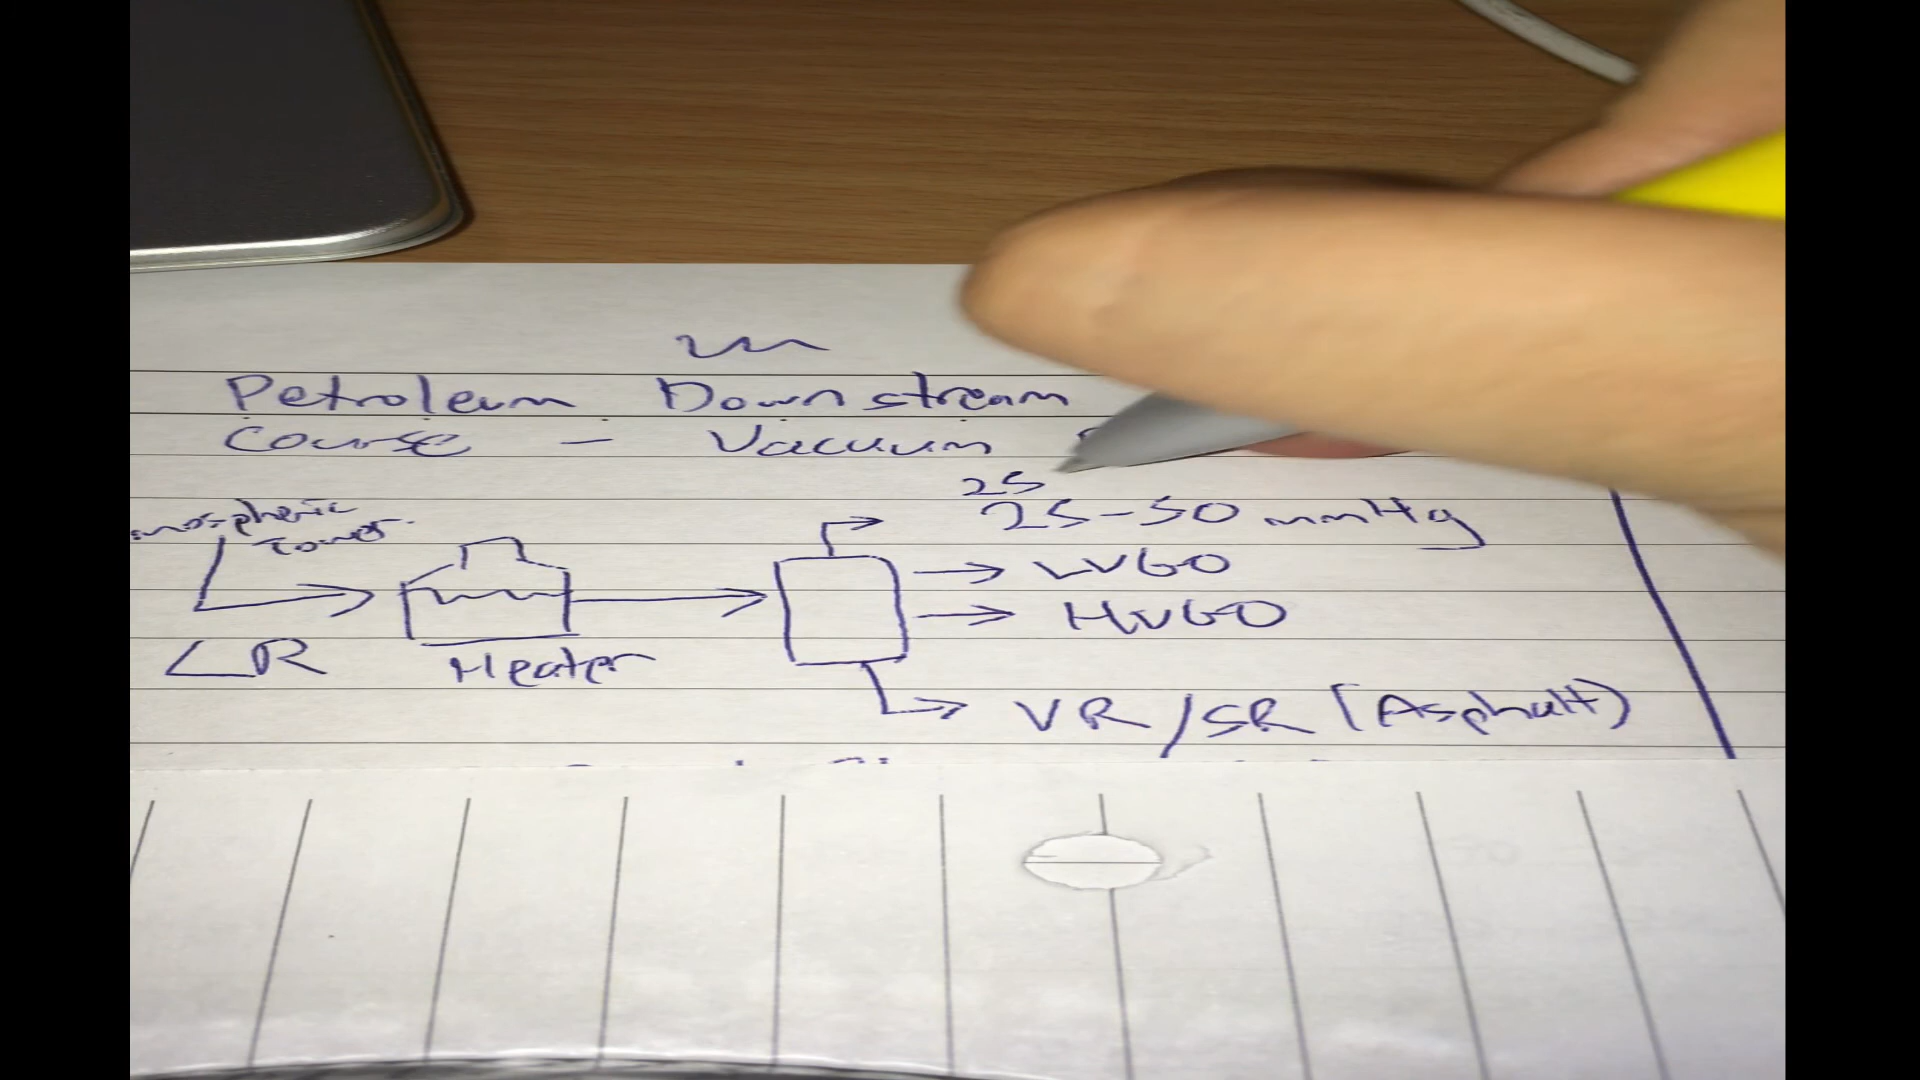 Petroleum Downstream
Course - Vacuum
25
25-50 mmHg
mospheric
Tower
LVGO
HVGO
LR
Heater
VR/SR (Asphalt)